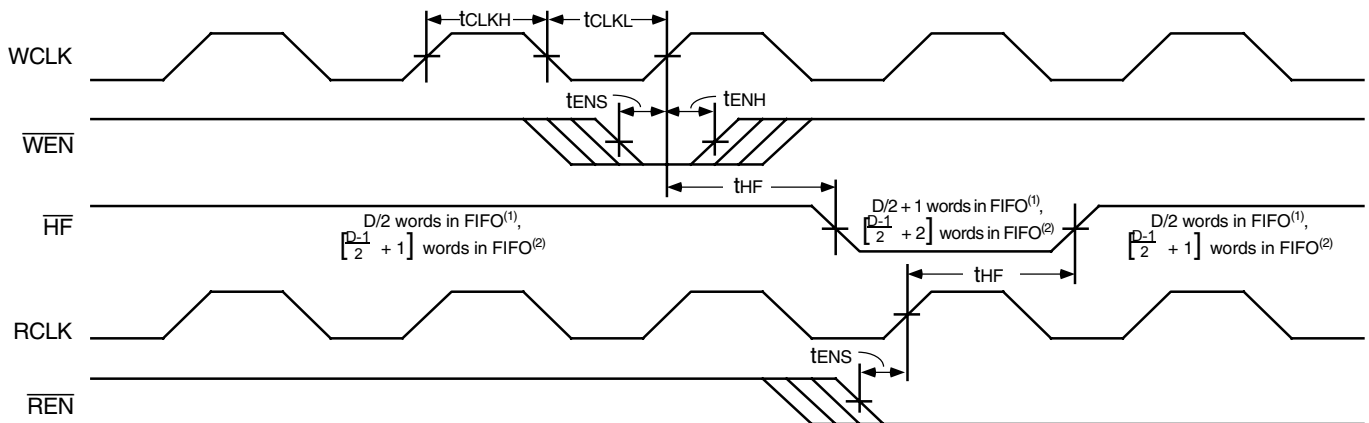 tCLKH
tCLKL
WCLK
tENS
tENH
WEN
tHF
HF
D/2 words in FIFO(1),
[D-1/2 + 1] words in FIFO(2)
D/2 + 1 words in FIFO(1),
[D-1/2 + 2] words in FIFO(2)
D/2 words in FIFO(1),
[D-1/2 + 1] words in FIFO(2)
tHF
RCLK
tENS
REN